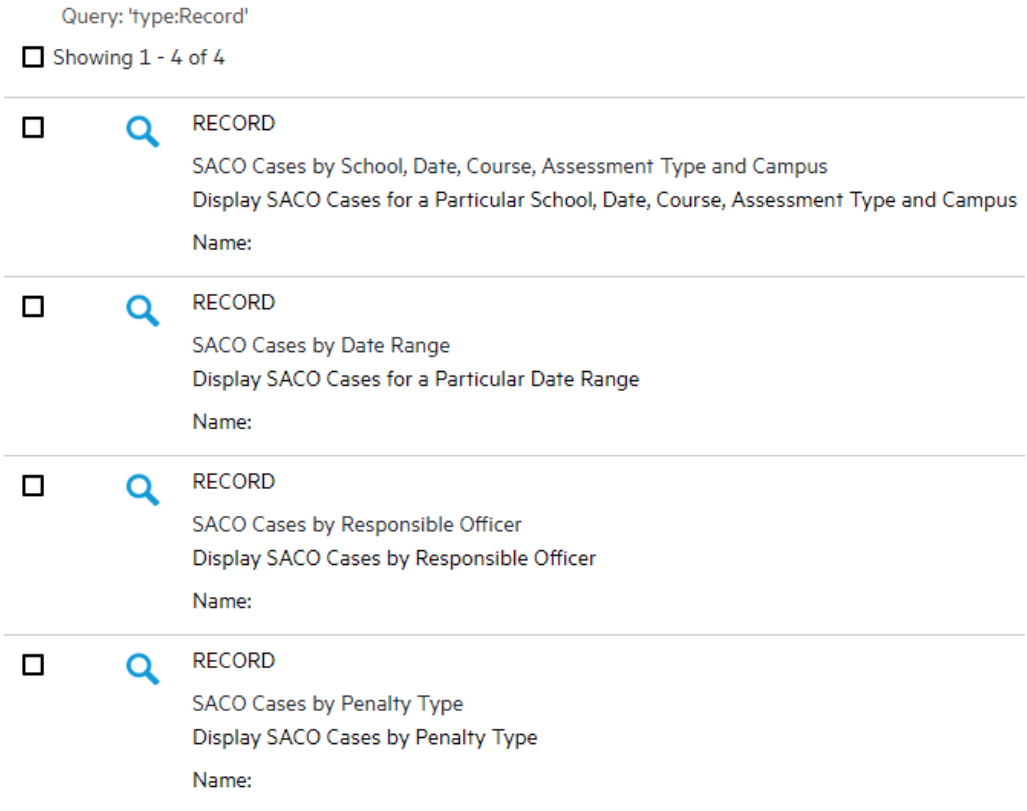 Query: 'type:Record'
Showing 1 - 4 of 4
RECORD
SACO Cases by School, Date, Course, Assessment Type and Campus
Display SACO Cases for a Particular School, Date, Course, Assessment Type and Campus
Name:
RECORD
SACO Cases by Date Range
Display SACO Cases for a Particular Date Range
Name:
RECORD
SACO Cases by Responsible Officer
Display SACO Cases by Responsible Officer
Name:
RECORD
SACO Cases by Penalty Type
Display SACO Cases by Penalty Type
Name: